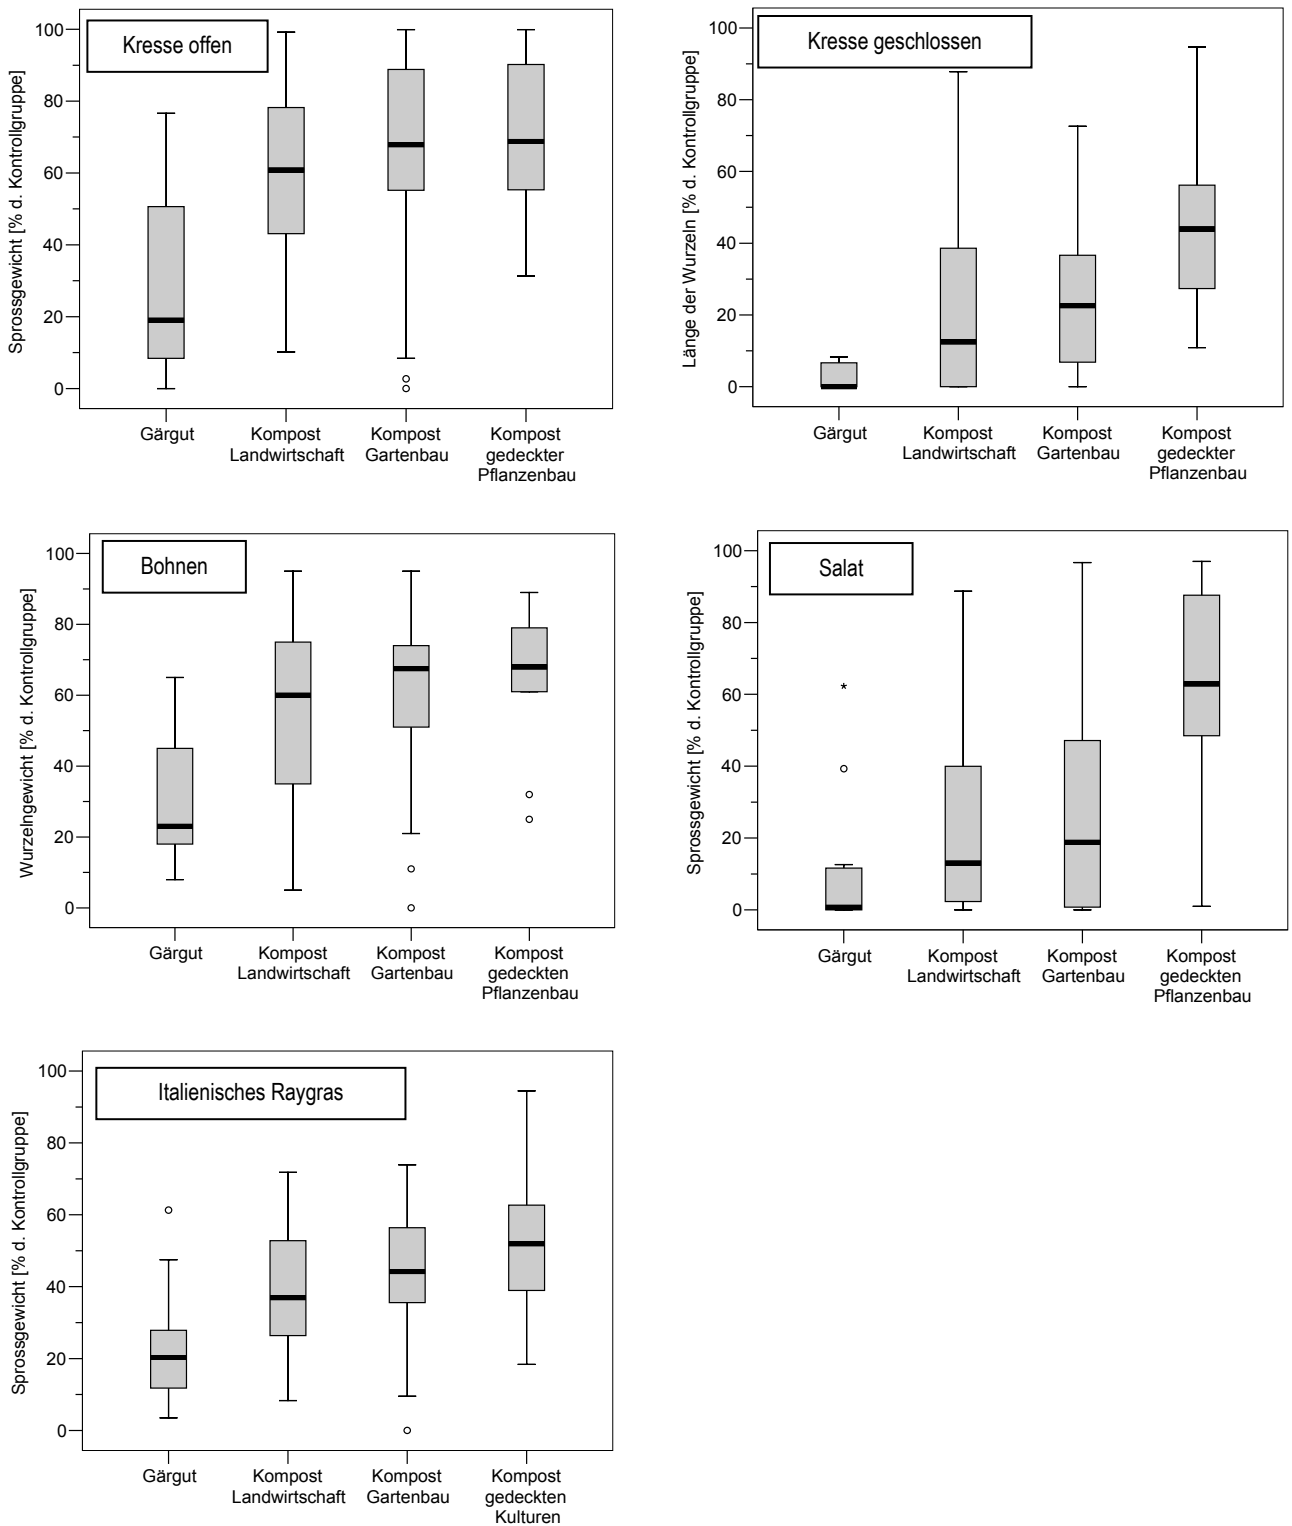 Kresse offen
Sprossgewicht [% d. Kontrollgruppe]
100
80
60
40
20
0
Gärgut
Kompost
Landwirtschaft
Kompost
Gartenbau
Kompost
gedeckter
Pflanzenbau
Kresse geschlossen
Länge der Wurzeln [% d. Kontrollgruppe]
100
80
60
40
20
0
Gärgut
Kompost
Landwirtschaft
Kompost
Gartenbau
Kompost
gedeckter
Pflanzenbau
Bohnen
Wurzelngewicht [% d. Kontrollgruppe]
100
80
60
40
20
0
Gärgut
Kompost
Landwirtschaft
Kompost
Gartenbau
Kompost
gedeckten
Pflanzenbau
Salat
Sprossgewicht [% d. Kontrollgruppe]
100
80
60
40
20
0
Gärgut
Kompost
Landwirtschaft
Kompost
Gartenbau
Kompost
gedeckten
Pflanzenbau
Italienisches Raygras
Sprossgewicht [% d. Kontrollgruppe]
100
80
60
40
20
0
Gärgut
Kompost
Landwirtschaft
Kompost
Gartenbau
Kompost
gedeckten
Kulturen